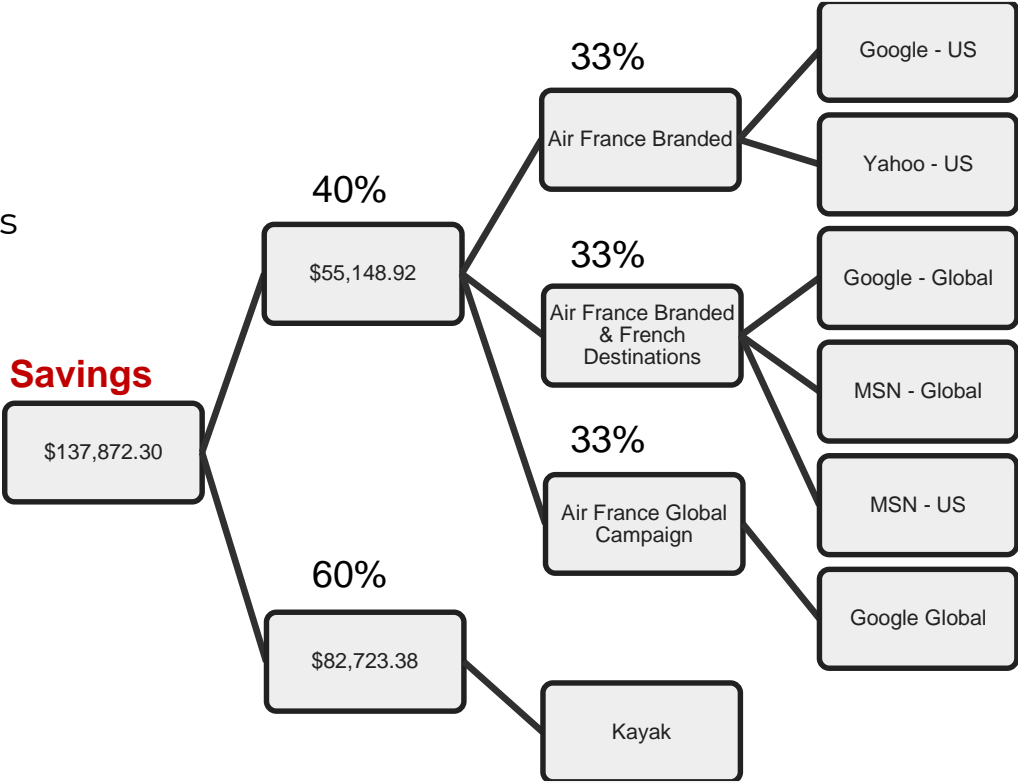 33%
Google - US
Air France Branded
Yahoo - US
40%
s
$55,148.92
33%
Google - Global
Air France Branded
& French
Destinations
Savings
MSN - Global
$137,872.30
33%
MSN - US
Air France Global
Campaign
60%
Google Global
$82,723.38
Kayak